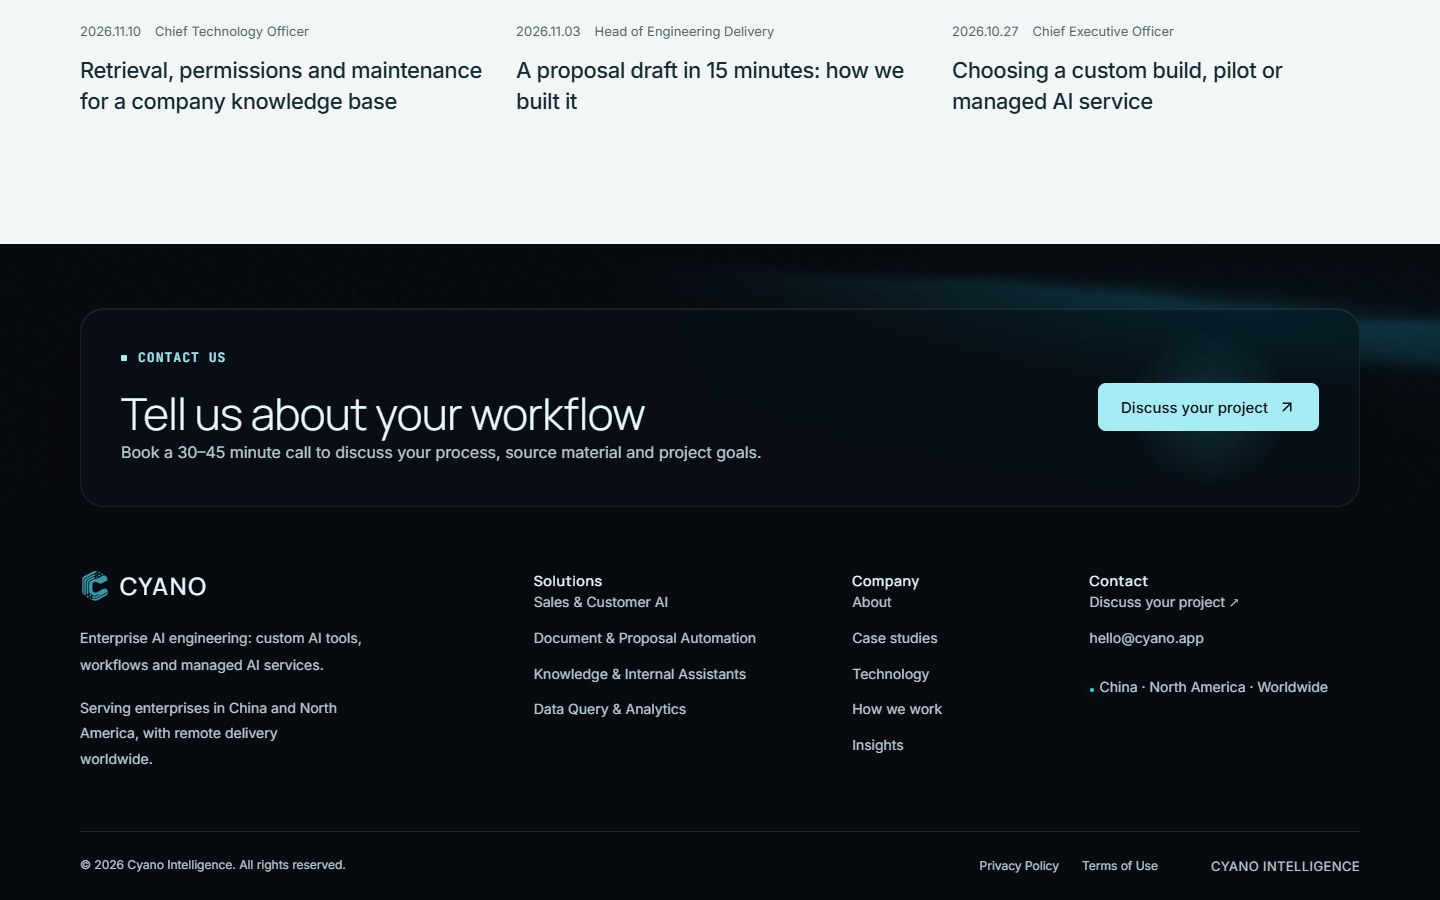 2026.11.10 Chief Technology Officer
Retrieval, permissions and maintenance
for a company knowledge base
2026.11.03 Head of Engineering Delivery
A proposal draft in 15 minutes: how we
built it
2026.10.27 Chief Executive Officer
Choosing a custom build, pilot or
managed AI service
CONTACT US
Tell us about your workflow
Book a 30–45 minute call to discuss your process, source material and project goals.
Discuss your project ↗
CYANO
Enterprise AI engineering: custom AI tools,
workflows and managed AI services.
Serving enterprises in China and North
America, with remote delivery
worldwide.
Solutions
Sales & Customer AI
Document & Proposal Automation
Knowledge & Internal Assistants
Data Query & Analytics
Company
About
Case studies
Technology
How we work
Insights
Contact
Discuss your project ↗
hello@cyano.app
China · North America · Worldwide
© 2026 Cyano Intelligence. All rights reserved.
Privacy Policy
Terms of Use
CYANO INTELLIGENCE